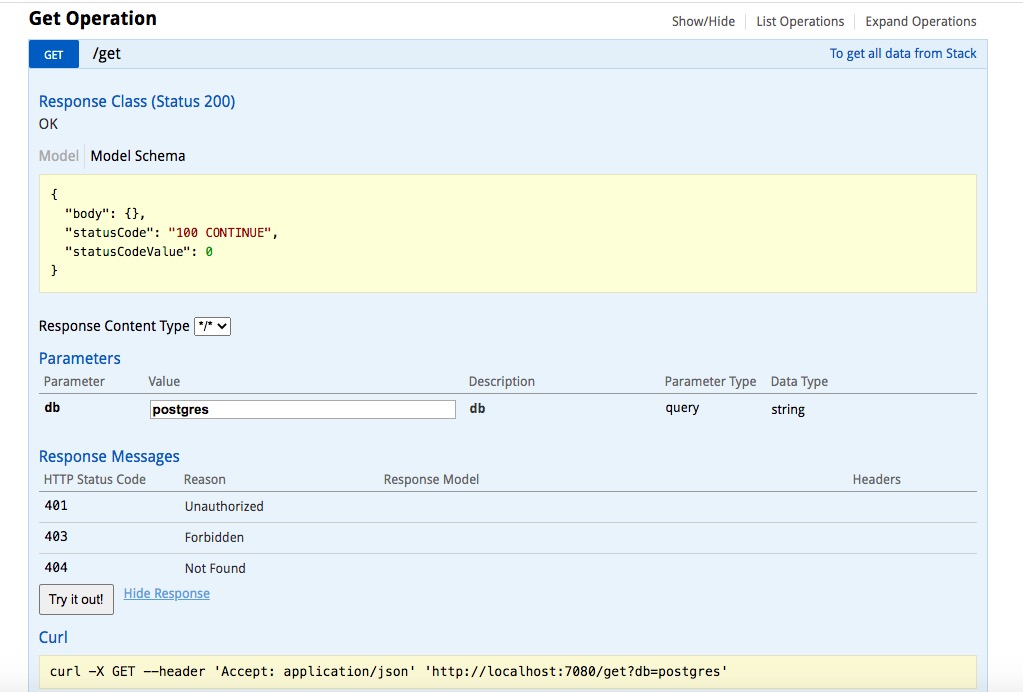 Get Operation
Show/Hide List Operations Expand Operations
GET /get To get all data from Stack
Response Class (Status 200)
OK
Model Model Schema
{
  "body": {},
  "statusCode": "100 CONTINUE",
  "statusCodeValue": 0
}
Response Content Type */*
Parameters
Parameter Value Description Parameter Type Data Type
db postgres db query string
Response Messages
HTTP Status Code Reason Response Model Headers
401 Unauthorized
403 Forbidden
404 Not Found
Try it out! Hide Response
Curl
curl -X GET --header 'Accept: application/json' 'http://localhost:7080/get?db=postgres'